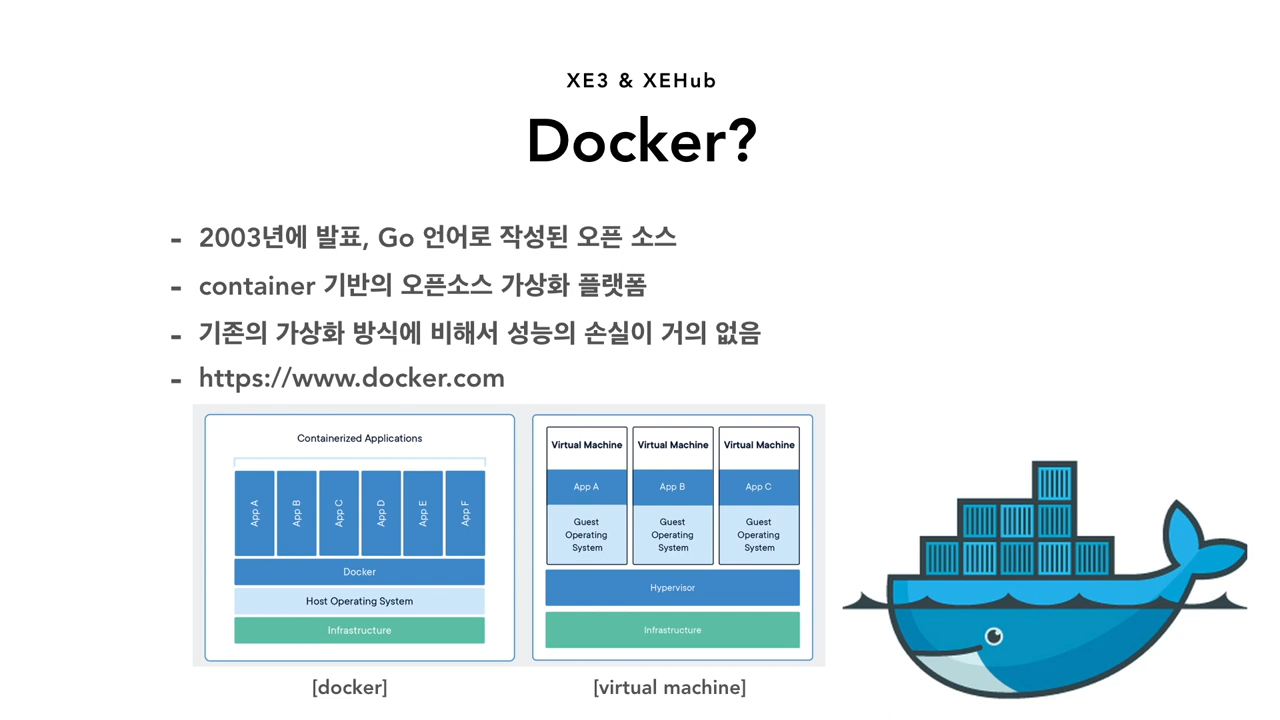 XE3 & XEHub
Docker?
- 2003년에 발표, Go 언어로 작성된 오픈 소스
- container 기반의 오픈소스 가상화 플랫폼
- 기존의 가상화 방식에 비해서 성능의 손실이 거의 없음
- https://www.docker.com
Containerized Applications
App A
App B
App C
App D
App E
App F
Docker
Host Operating System
Infrastructure
[docker]
Virtual Machine
App A
Guest
Operating
System
Virtual Machine
App B
Guest
Operating
System
Virtual Machine
App C
Guest
Operating
System
Hypervisor
Infrastructure
[virtual machine]